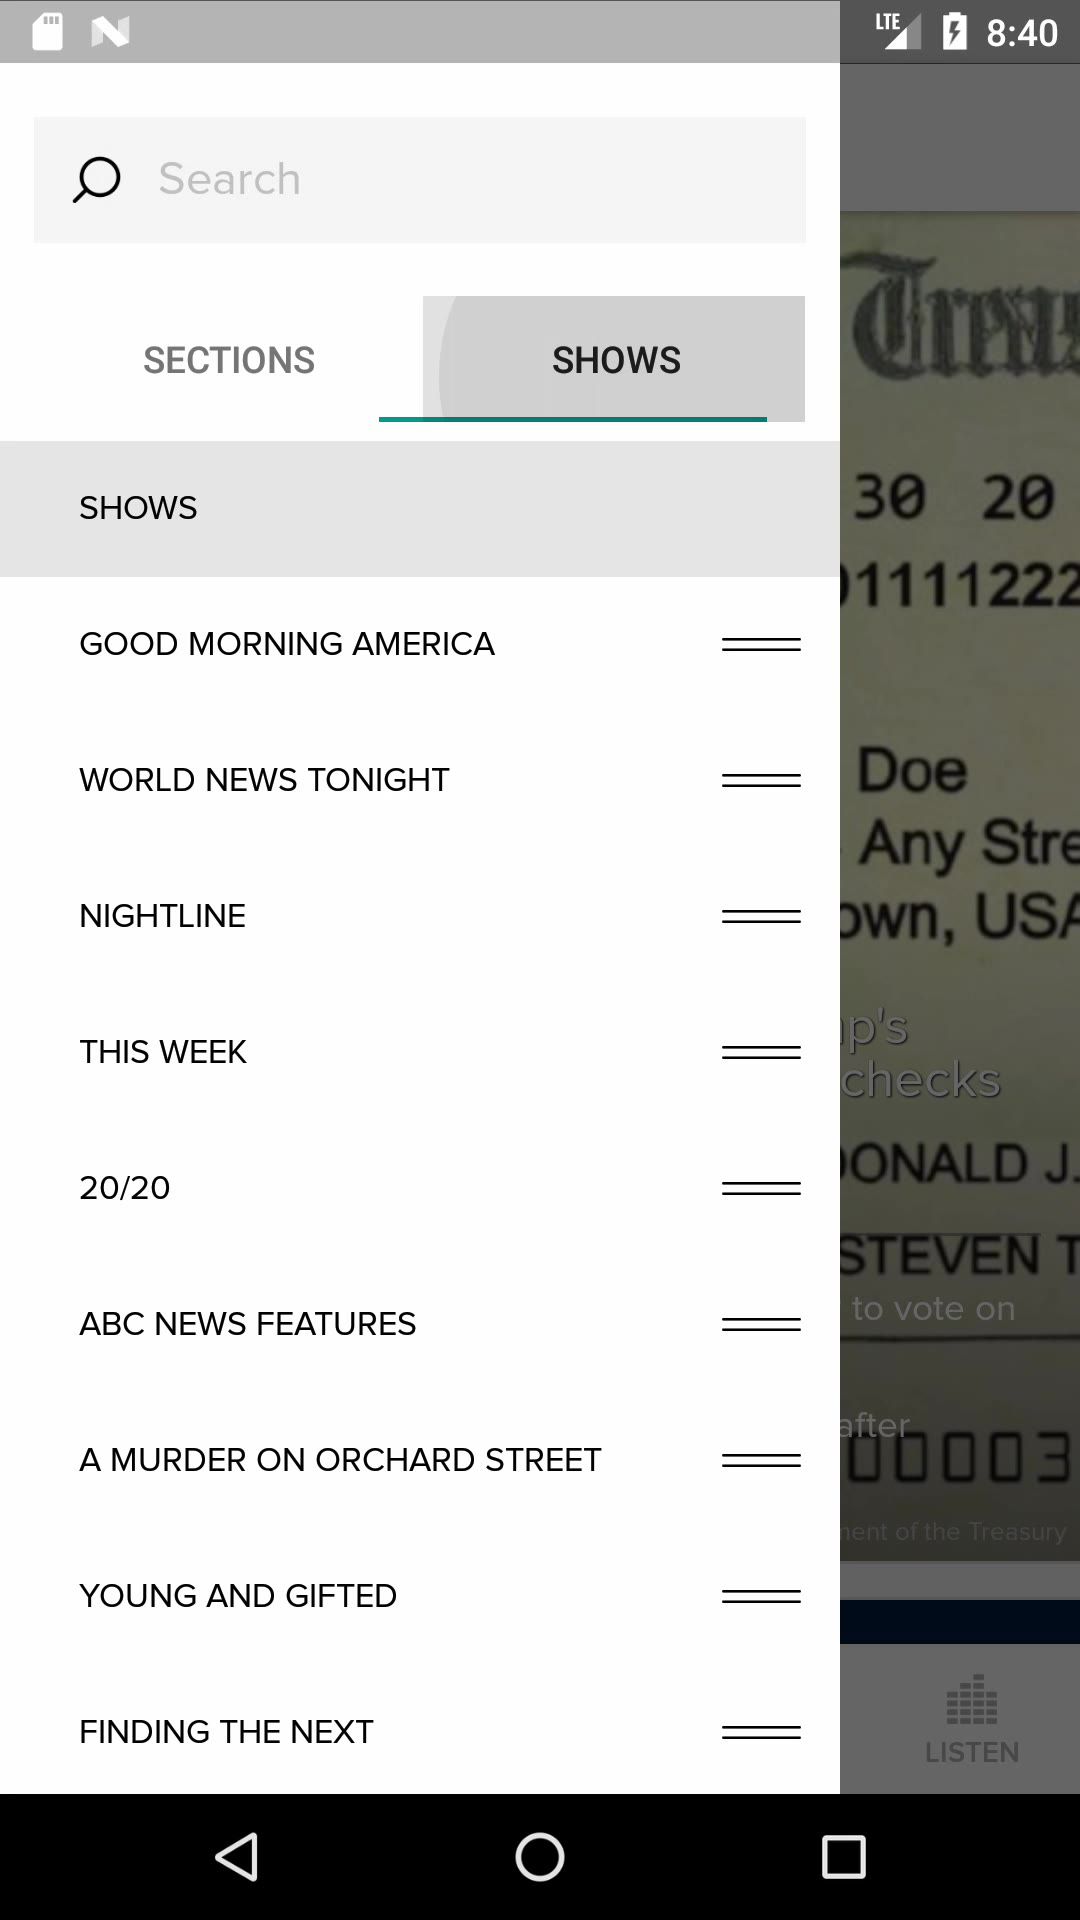 LTE 8:40
Search
SECTIONS SHOWS
SHOWS
GOOD MORNING AMERICA
WORLD NEWS TONIGHT
NIGHTLINE
THIS WEEK
20/20
ABC NEWS FEATURES
A MURDER ON ORCHARD STREET
YOUNG AND GIFTED
FINDING THE NEXT
30 20
1111222
Doe
Any Stre
own, USA
p's
checks
ONALD J.
STEVEN T
to vote on
after
00003
ment of the Treasury
LISTEN